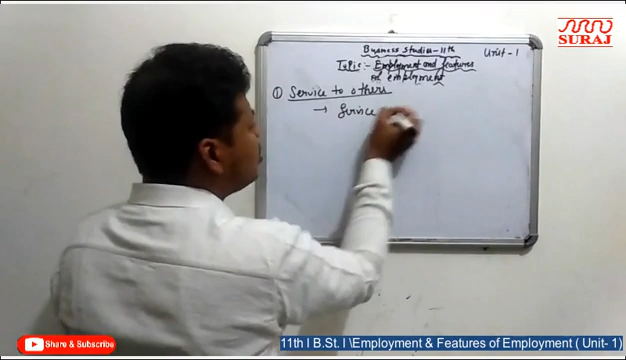 SURAJ
Business Studies - 11th
Unit - 1
Topic :- Employment and features
of employment
① Service to others
→ Service
Share & Subscribe
11th I B.St. I \Employment & Features of Employment ( Unit- 1)